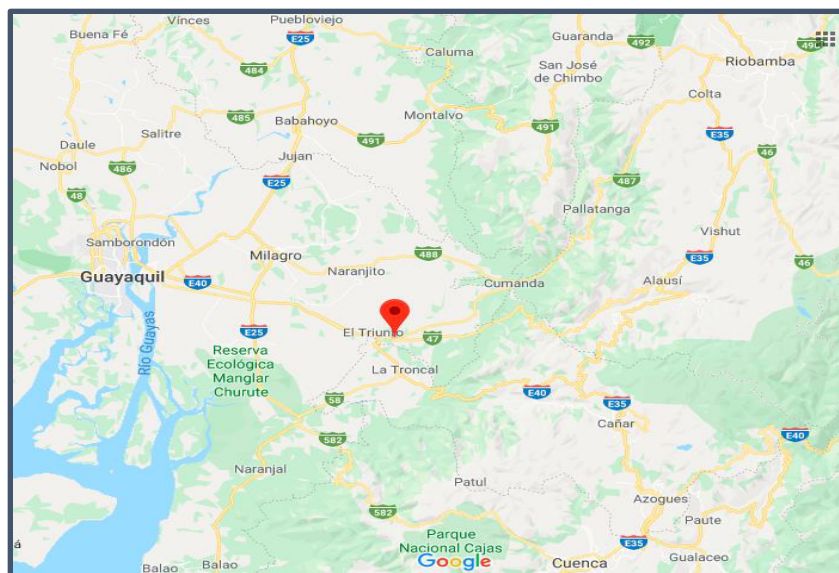 Vínces
Puebloviejo
Buena Fé
E25
Caluma
Guaranda
492
490
Riobamba
484
San José
de Chimbo
Colta
485
Babahoyo
Montalvo
491
491
E35
Salitre
Daule
Jujan
46
Nobol
486
E25
487
48
Pallatanga
Samborondón
Vishut
Milagro
488
E35
46
Guayaquil
Naranjito
Cumanda
Alausí
E40
El Triunfo
E25
47
Río Guayas
Reserva
Ecológica
Manglar
Churute
La Troncal
58
E40
E35
582
Cañar
E40
Naranjal
Patul
Azogues
582
Paute
Parque
Nacional Cajas
E35
Gualaceo
á
Balao
Balao
Google
Cuenca